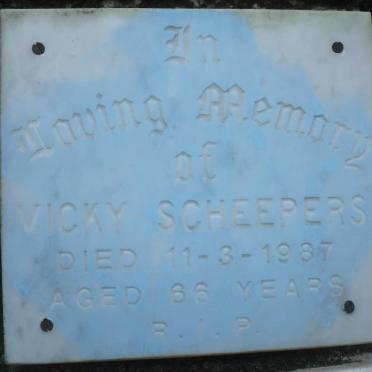 In
Loving Memory
of
VICKY SCHEEPERS
DIED 11-3-1987
AGED 66 YEARS
R.I.P.